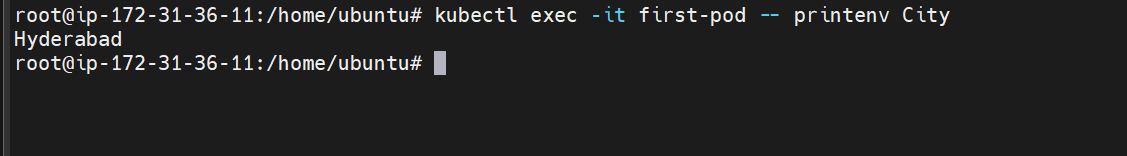 root@ip-172-31-36-11:/home/ubuntu# kubectl exec -it first-pod -- printenv City
Hyderabad
root@ip-172-31-36-11:/home/ubuntu#